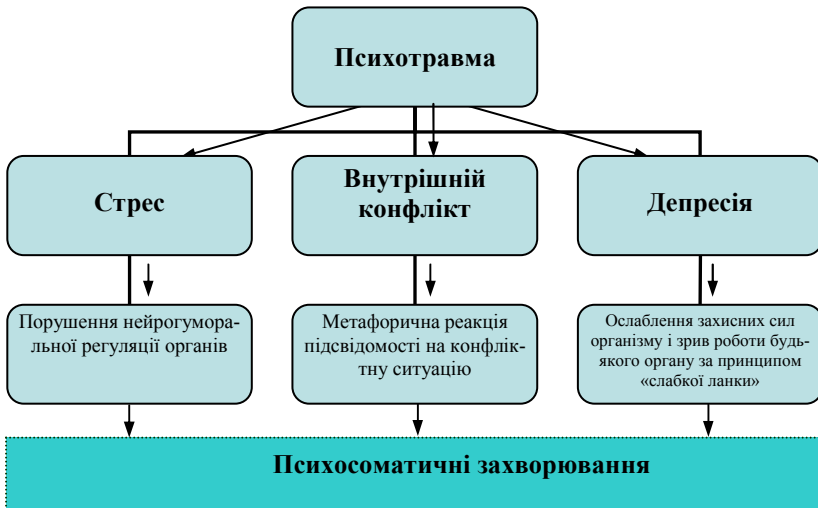 Психотравма
Стрес
Внутрішній
конфлікт
Депресія
Порушення нейрогумора-
льної регуляції органів
Метафорична реакція
підсвідомості на конфлік-
тну ситуацію
Ослаблення захисних сил
організму і зрив роботи будь-
якого органу за принципом
«слабкої ланки»
Психосоматичні захворювання